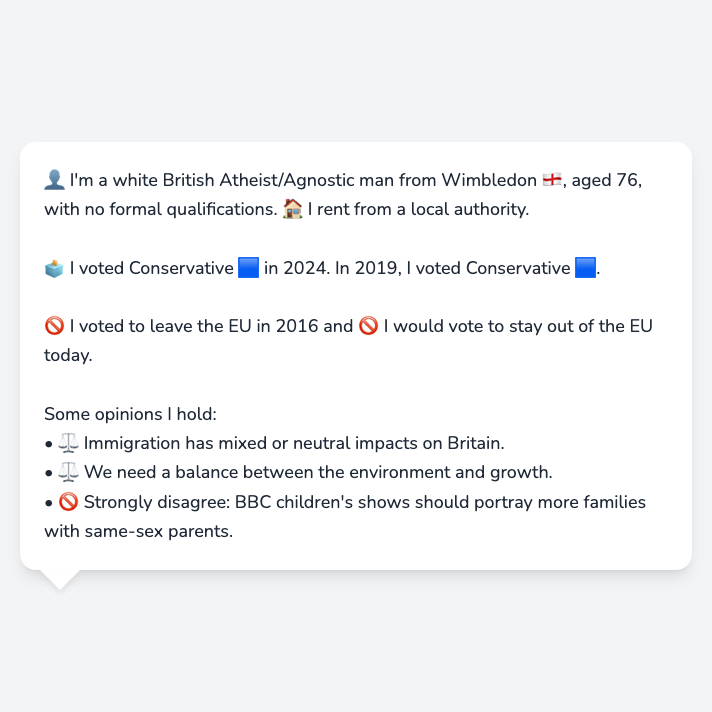 👤 I'm a white British Atheist/Agnostic man from Wimbledon 🏴󠁧󠁢󠁥󠁮󠁧󠁿, aged 76,
with no formal qualifications. 🏠 I rent from a local authority.
🗳️ I voted Conservative 🟦 in 2024. In 2019, I voted Conservative 🟦.
🚫 I voted to leave the EU in 2016 and 🚫 I would vote to stay out of the EU
today.
Some opinions I hold:
• ⚖️ Immigration has mixed or neutral impacts on Britain.
• ⚖️ We need a balance between the environment and growth.
• 🚫 Strongly disagree: BBC children's shows should portray more families
with same-sex parents.